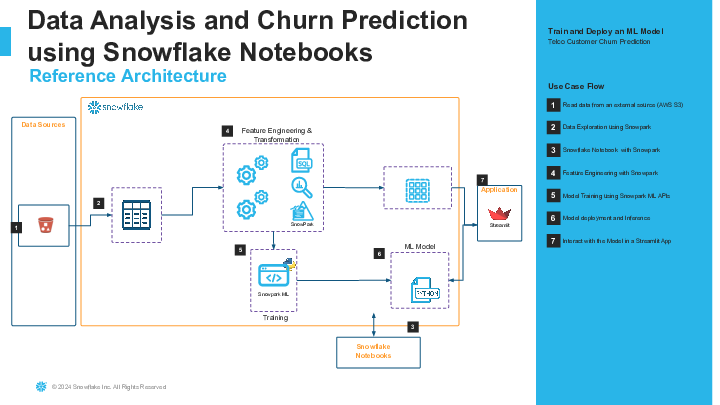 Data Analysis and Churn Prediction
using Snowflake Notebooks
Reference Architecture
snowflake
Data Sources
1
2
4
Feature Engineering &
Transformation
SQL
SnowPark
5
Snowpark ML
Training
6
ML Model
PYTHON
7
Application
Streamlit
3
Snowflake
Notebooks
© 2024 Snowflake Inc. All Rights Reserved
Train and Deploy an ML Model
Telco Customer Churn Prediction
Use Case Flow
1 Read data from an external source (AWS S3)
2 Data Exploration using Snowpark
3 Snowflake Notebook with Snowpark
4 Feature Engineering with Snowpark
5 Model Training using Snowpark ML APIs
6 Model deployment and Inference
7 Interact with the Model in a Streamlit App